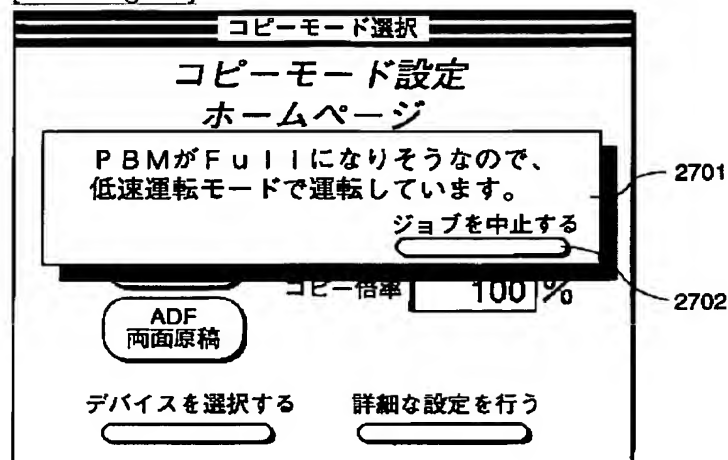 コピーモード選択
コピーモード設定
ホームページ
PBMがFullになりそうなので、
低速運転モードで運転しています。
2701
ジョブを中止する
2702
コピー倍率 100 %
ADF
両面原稿
デバイスを選択する 詳細な設定を行う